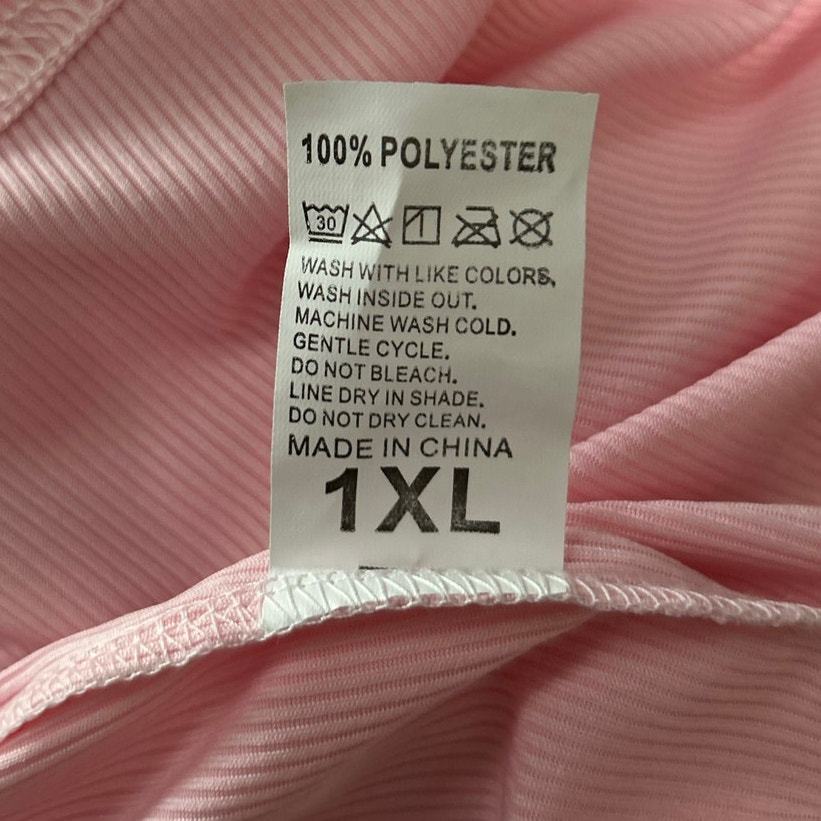 100% POLYESTER
30
WASH WITH LIKE COLORS,
WASH INSIDE OUT.
MACHINE WASH COLD.
GENTLE CYCLE.
DO NOT BLEACH.
LINE DRY IN SHADE.
DO NOT DRY CLEAN.
MADE IN CHINA
1XL